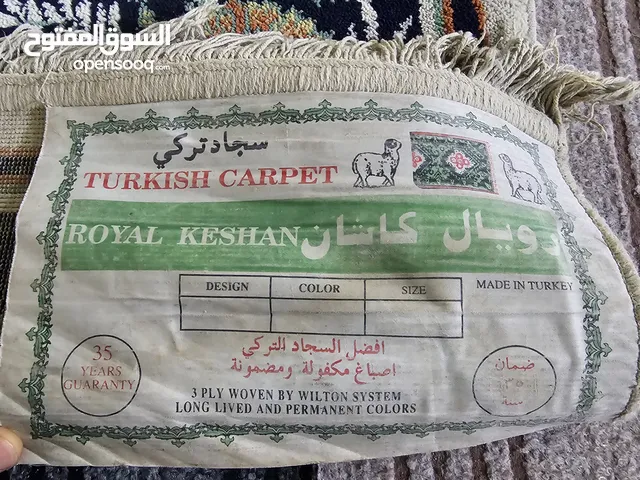 السوق المفتوح
opensooq.com
سجاد تركي
TURKISH CARPET
ROYAL KESHAN رويال كاشان
DESIGN COLOR SIZE
MADE IN TURKEY
افضل السجاد التركي
اصباغ مكفولة ومضمونة
35
YEARS
GUARANTY
ضمان
٣٥
سنة
3 PLY WOVEN BY WILTON SYSTEM
LONG LIVED AND PERMANENT COLORS